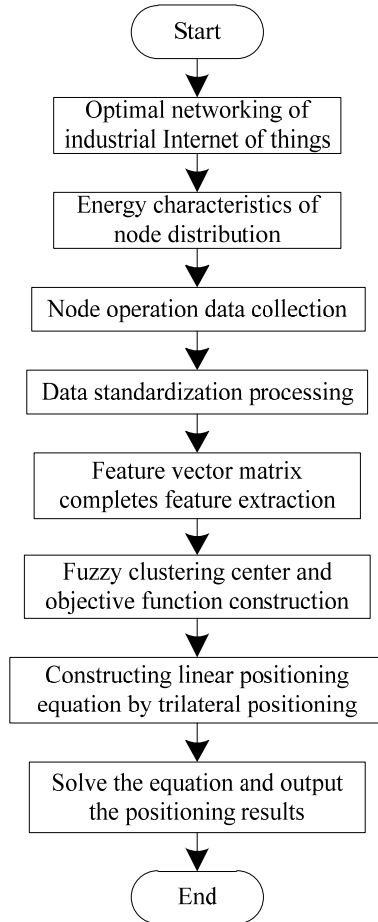 Start
Optimal networking of
industrial Internet of things
Energy characteristics of
node distribution
Node operation data collection
Data standardization processing
Feature vector matrix
completes feature extraction
Fuzzy clustering center and
objective function construction
Constructing linear positioning
equation by trilateral positioning
Solve the equation and output
the positioning results
End